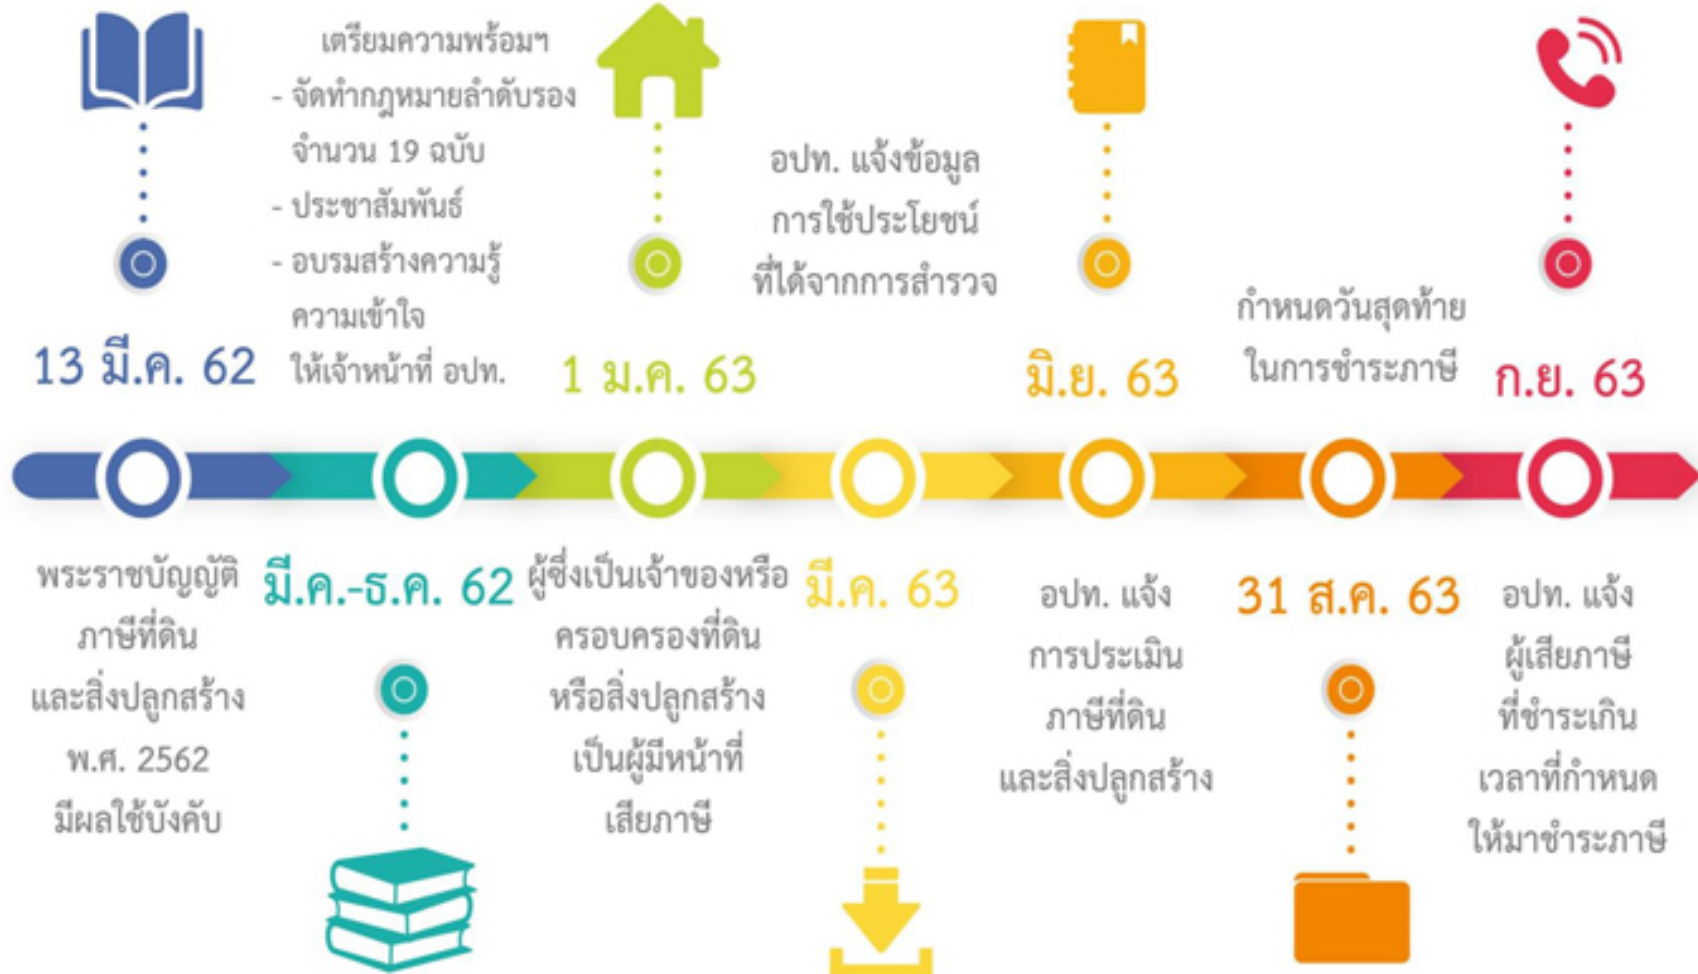 13 มี.ค. 62
พระราชบัญญัติ
ภาษีที่ดิน
และสิ่งปลูกสร้าง
พ.ศ. 2562
มีผลใช้บังคับ
เตรียมความพร้อมฯ
- จัดทำกฎหมายลำดับรอง
จำนวน 19 ฉบับ
- ประชาสัมพันธ์
- อบรมสร้างความรู้
ความเข้าใจ
ให้เจ้าหน้าที่ อปท.
มี.ค.-ธ.ค. 62
1 ม.ค. 63
ผู้ซึ่งเป็นเจ้าของหรือ
ครอบครองที่ดิน
หรือสิ่งปลูกสร้าง
เป็นผู้มีหน้าที่
เสียภาษี
อปท. แจ้งข้อมูล
การใช้ประโยชน์
ที่ได้จากการสำรวจ
มี.ค. 63
มิ.ย. 63
อปท. แจ้ง
การประเมิน
ภาษีที่ดิน
และสิ่งปลูกสร้าง
กำหนดวันสุดท้าย
ในการชำระภาษี
31 ส.ค. 63
ก.ย. 63
อปท. แจ้ง
ผู้เสียภาษี
ที่ชำระเกิน
เวลาที่กำหนด
ให้มาชำระภาษี